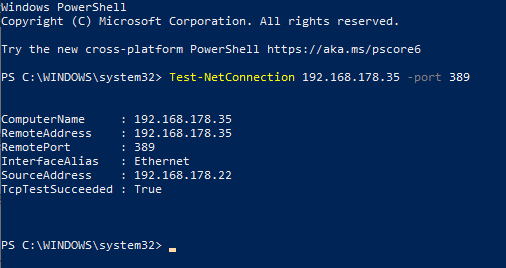 Windows PowerShell
Copyright (C) Microsoft Corporation. All rights reserved.
Try the new cross-platform PowerShell https://aka.ms/pscore6
PS C:\WINDOWS\system32> Test-NetConnection 192.168.178.35 -port 389
ComputerName     : 192.168.178.35
RemoteAddress    : 192.168.178.35
RemotePort       : 389
InterfaceAlias   : Ethernet
SourceAddress    : 192.168.178.22
TcpTestSucceeded : True
PS C:\WINDOWS\system32>